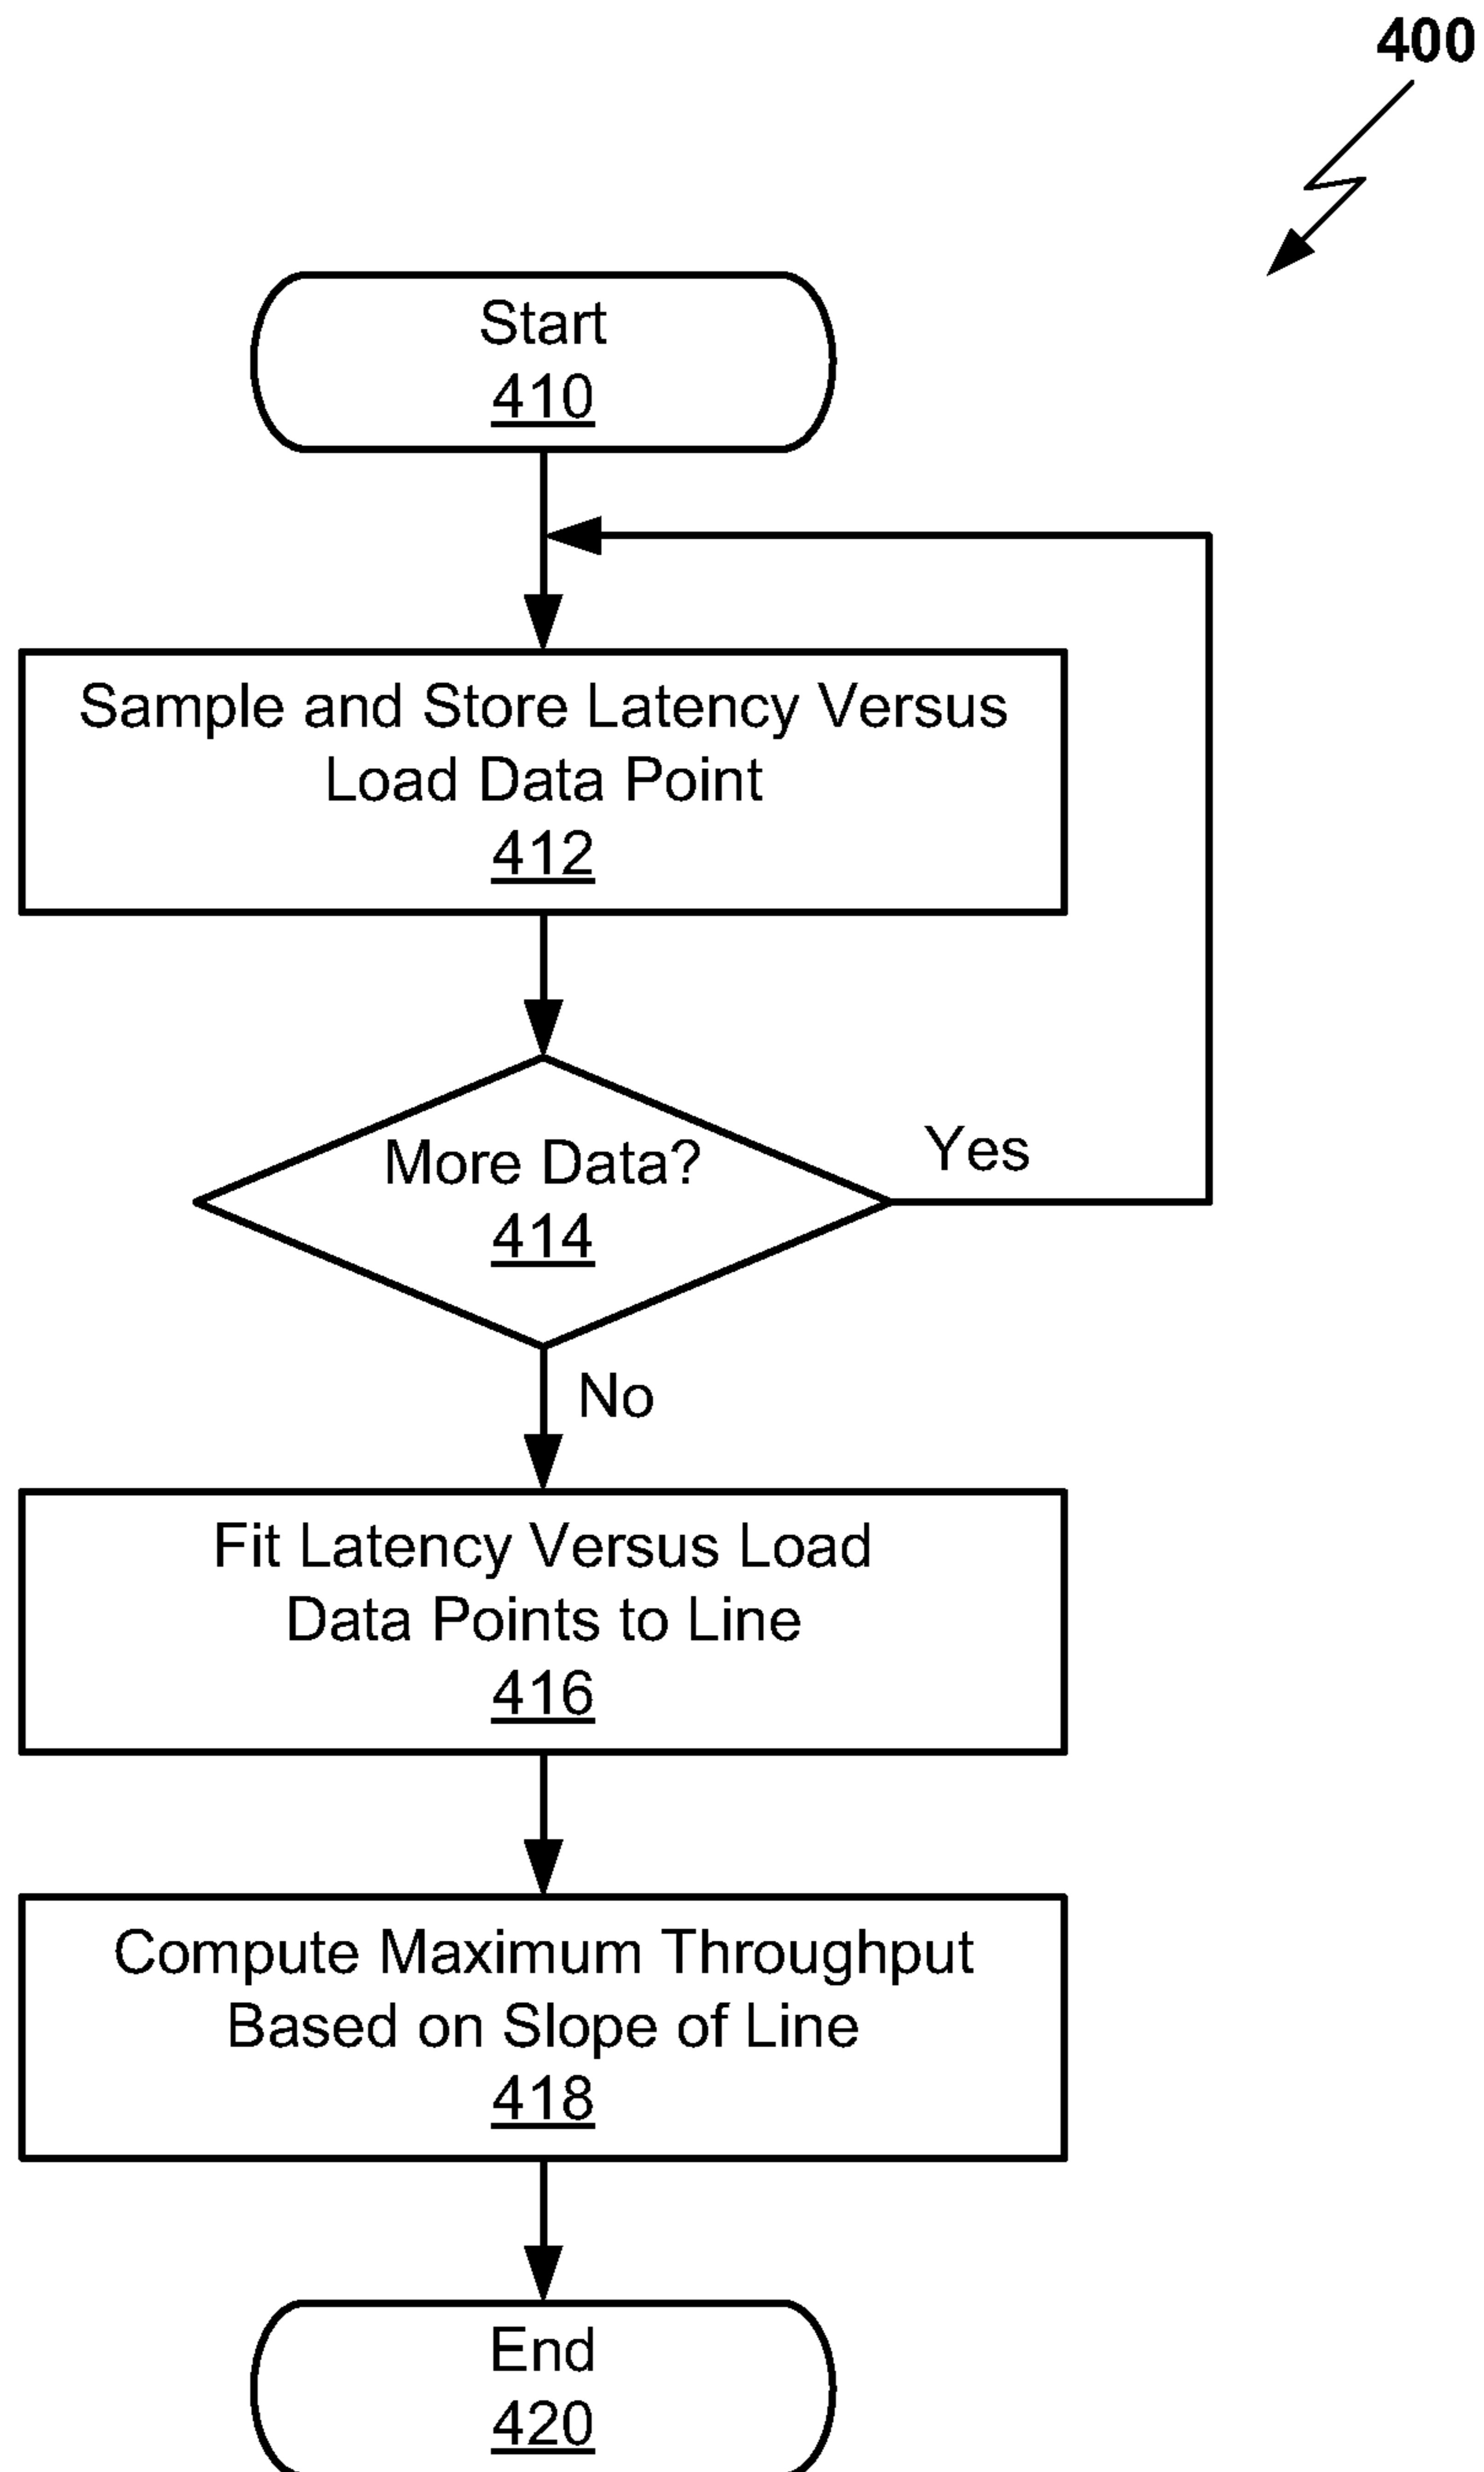 400
Start
410
Sample and Store Latency Versus
Load Data Point
412
More Data?
414
Yes
No
Fit Latency Versus Load
Data Points to Line
416
Compute Maximum Throughput
Based on Slope of Line
418
End
420